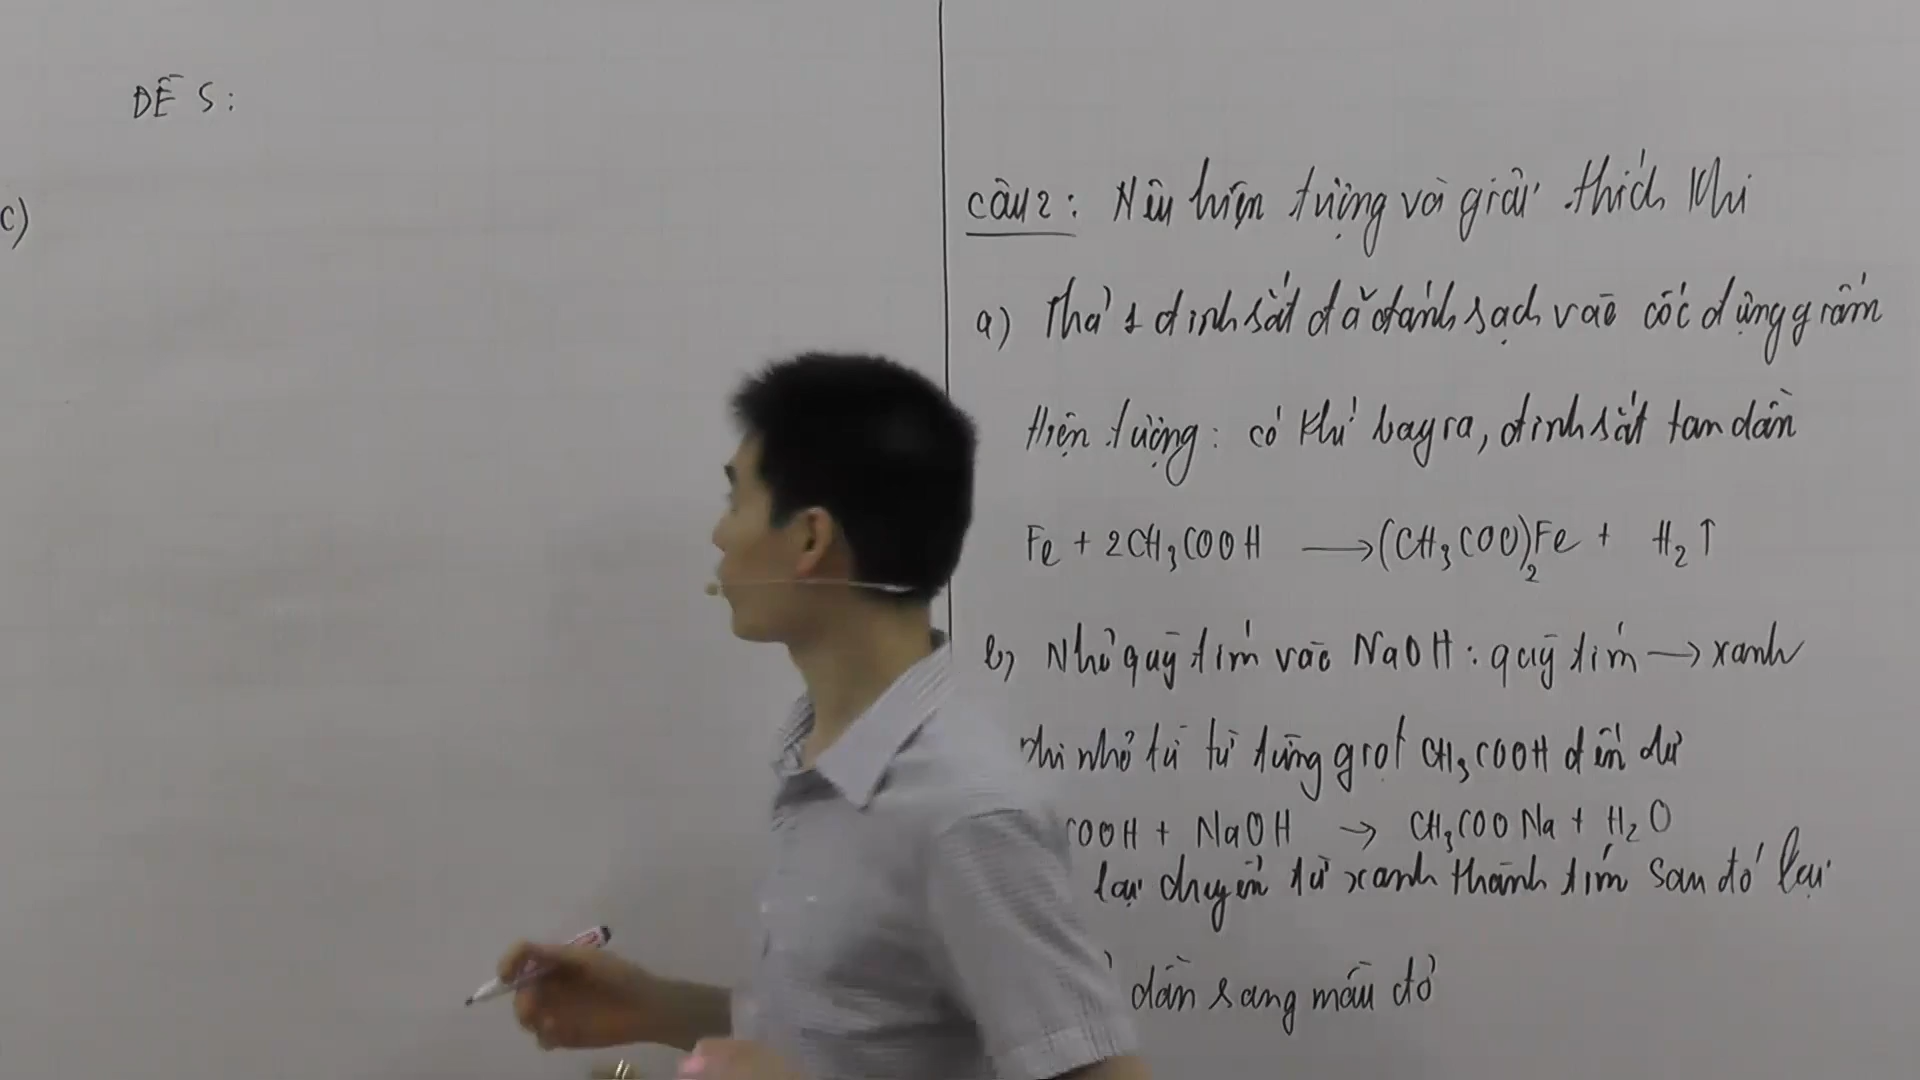 ĐỀ 5:
c)
Câu 2: Nêu hiện tượng và giải thích khi
a) Thả 1 đinh sắt đã đánh sạch vào cốc đựng giấm
Hiện tượng: có khí bay ra, đinh sắt tan dần
Fe + 2CH₃COOH → (CH₃COO)₂Fe + H₂↑
b) Nhỏ quỳ tím vào NaOH: quỳ tím → xanh
khi nhỏ từ từ từng giọt CH₃COOH đến dư
COOH + NaOH → CH₃COONa + H₂O
lại chuyển từ xanh thành tím sau đó lại
dần sang màu đỏ